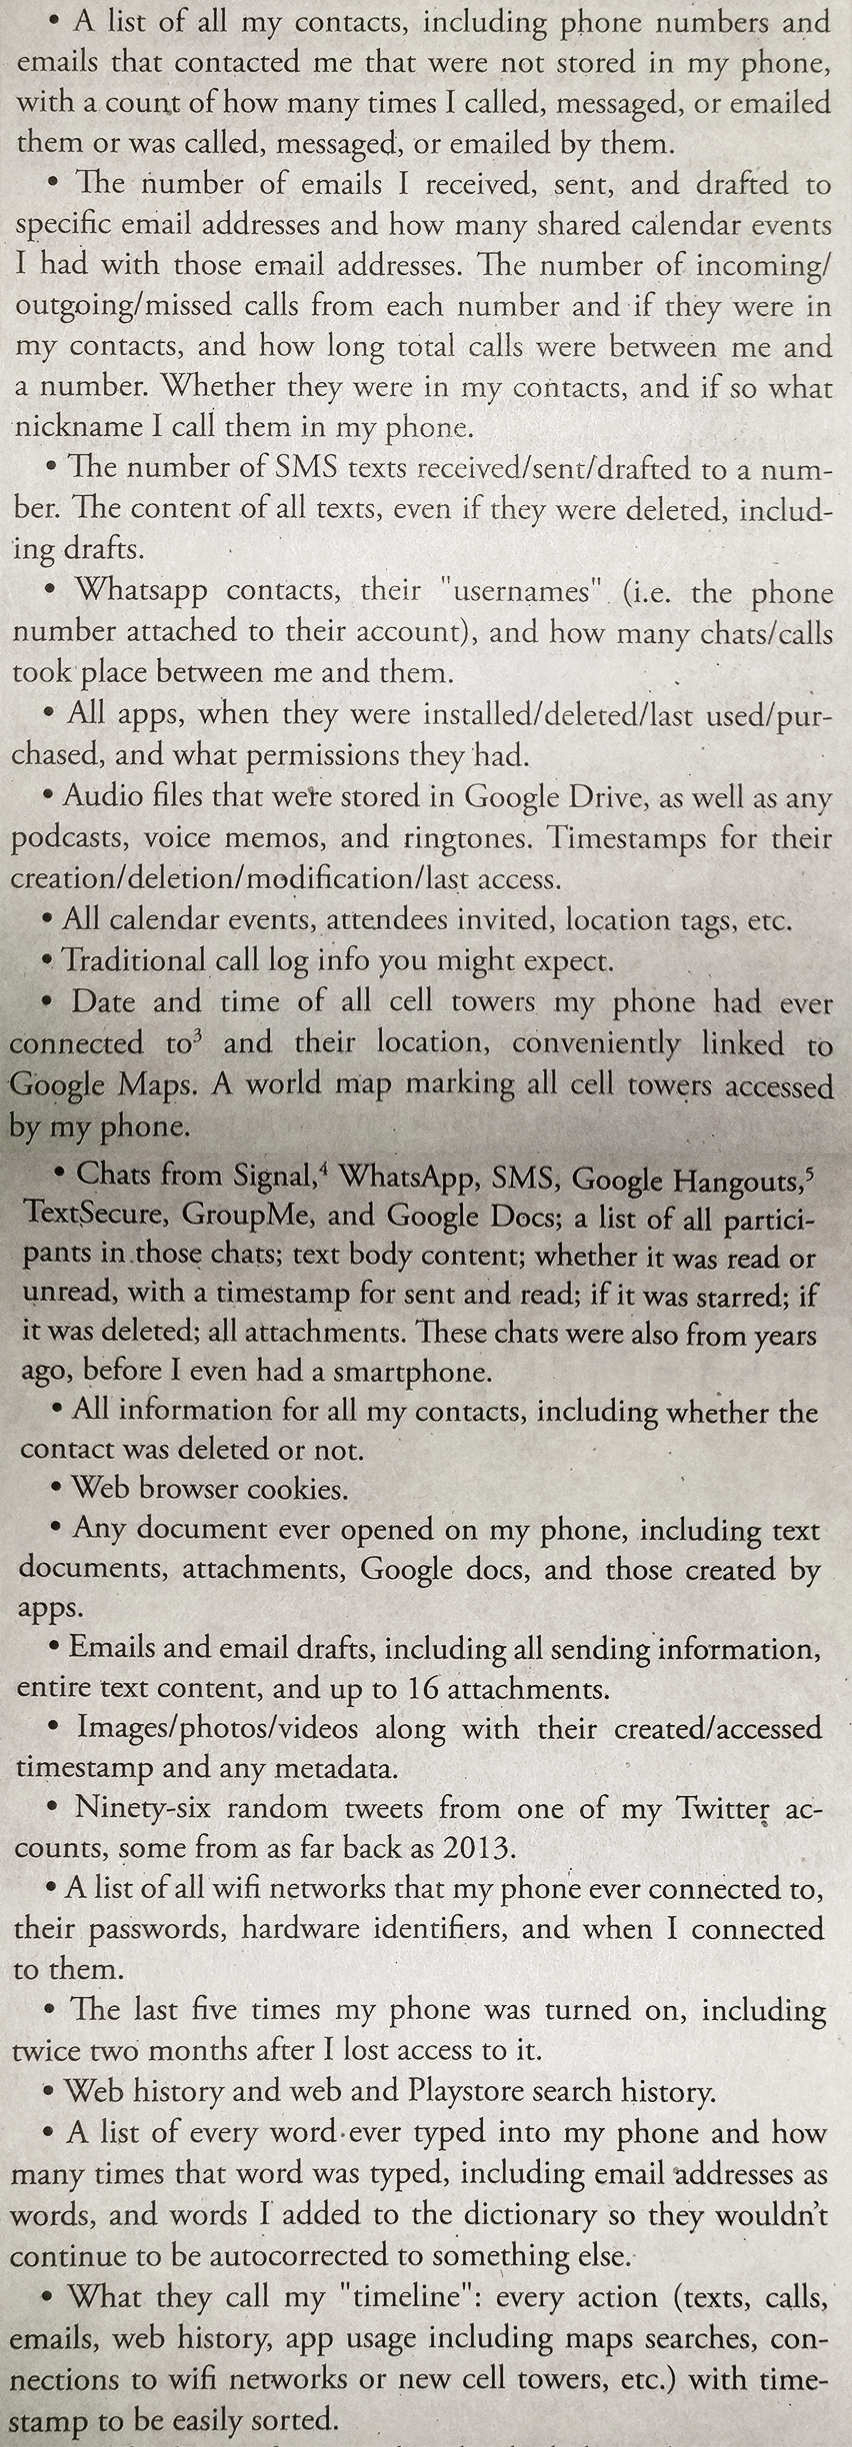 • A list of all my contacts, including phone numbers and
emails that contacted me that were not stored in my phone,
with a count of how many times I called, messaged, or emailed
them or was called, messaged, or emailed by them.
• The number of emails I received, sent, and drafted to
specific email addresses and how many shared calendar events
I had with those email addresses. The number of incoming/
outgoing/missed calls from each number and if they were in
my contacts, and how long total calls were between me and
a number. Whether they were in my contacts, and if so what
nickname I call them in my phone.
• The number of SMS texts received/sent/drafted to a num-
ber. The content of all texts, even if they were deleted, includ-
ing drafts.
• Whatsapp contacts, their "usernames" (i.e. the phone
number attached to their account), and how many chats/calls
took place between me and them.
• All apps, when they were installed/deleted/last used/pur-
chased, and what permissions they had.
• Audio files that were stored in Google Drive, as well as any
podcasts, voice memos, and ringtones. Timestamps for their
creation/deletion/modification/last access.
• All calendar events, attendees invited, location tags, etc.
• Traditional call log info you might expect.
• Date and time of all cell towers my phone had ever
connected to³ and their location, conveniently linked to
Google Maps. A world map marking all cell towers accessed
by my phone.
• Chats from Signal,⁴ WhatsApp, SMS, Google Hangouts,⁵
TextSecure, GroupMe, and Google Docs; a list of all partici-
pants in those chats; text body content; whether it was read or
unread, with a timestamp for sent and read; if it was starred; if
it was deleted; all attachments. These chats were also from years
ago, before I even had a smartphone.
• All information for all my contacts, including whether the
contact was deleted or not.
• Web browser cookies.
• Any document ever opened on my phone, including text
documents, attachments, Google docs, and those created by
apps.
• Emails and email drafts, including all sending information,
entire text content, and up to 16 attachments.
• Images/photos/videos along with their created/accessed
timestamp and any metadata.
• Ninety-six random tweets from one of my Twitter ac-
counts, some from as far back as 2013.
• A list of all wifi networks that my phone ever connected to,
their passwords, hardware identifiers, and when I connected
to them.
• The last five times my phone was turned on, including
twice two months after I lost access to it.
• Web history and web and Playstore search history.
• A list of every word ever typed into my phone and how
many times that word was typed, including email addresses as
words, and words I added to the dictionary so they wouldn't
continue to be autocorrected to something else.
• What they call my "timeline": every action (texts, calls,
emails, web history, app usage including maps searches, con-
nections to wifi networks or new cell towers, etc.) with time-
stamp to be easily sorted.